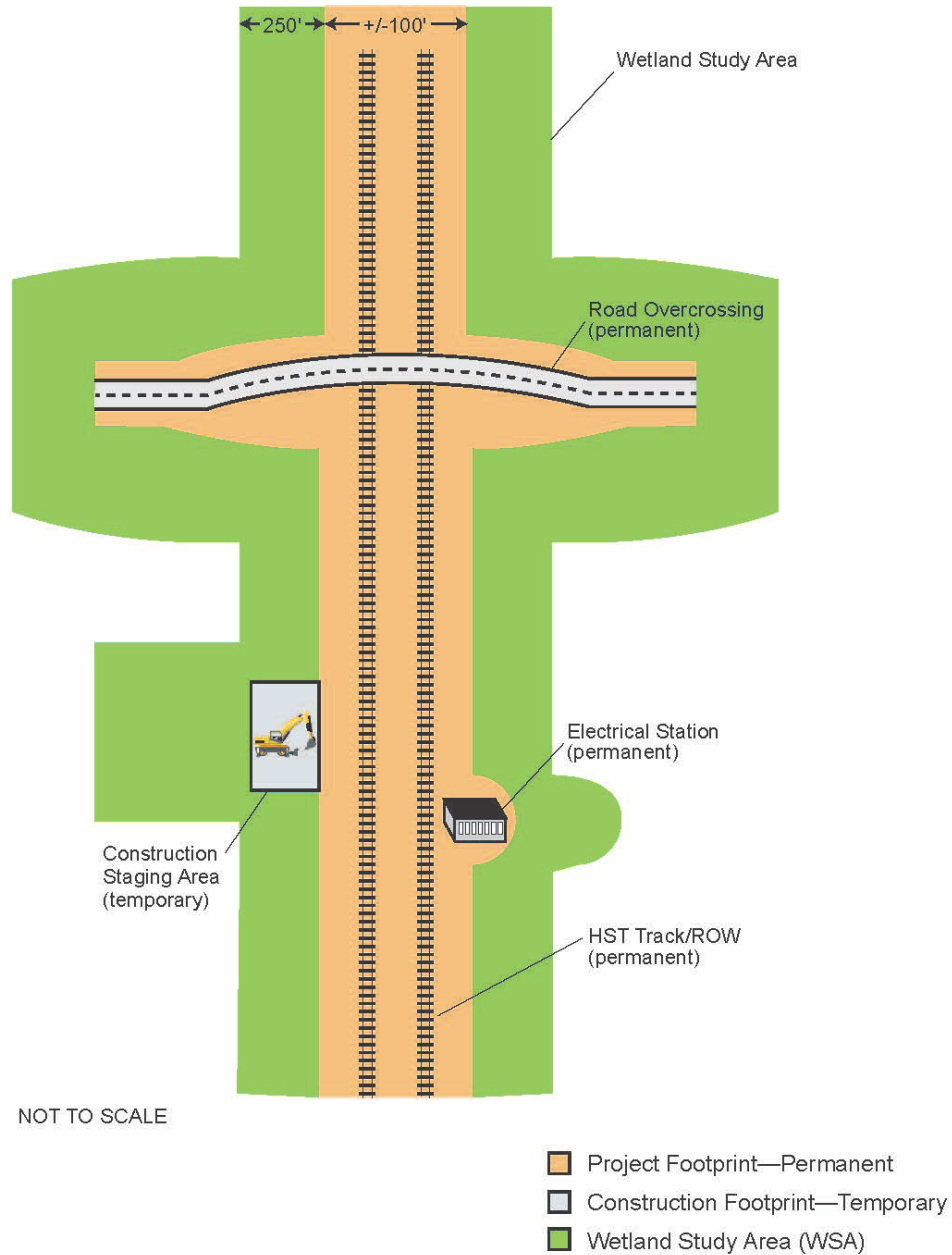 250'
+/-100'
Wetland Study Area
Road Overcrossing
(permanent)
Electrical Station
(permanent)
Construction
Staging Area
(temporary)
HST Track/ROW
(permanent)
NOT TO SCALE
Project Footprint—Permanent
Construction Footprint—Temporary
Wetland Study Area (WSA)